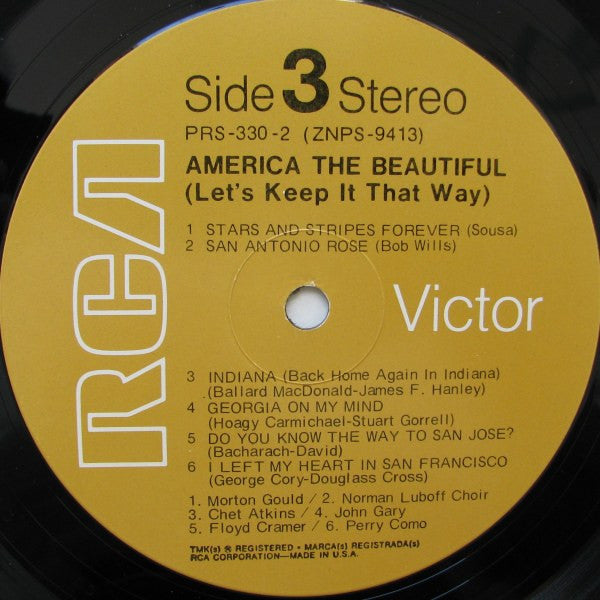 Side 3 Stereo
PRS-330-2 (ZNPS-9413)
AMERICA THE BEAUTIFUL
(Let's Keep It That Way)
1 STARS AND STRIPES FOREVER (Sousa)
2 SAN ANTONIO ROSE (Bob Wills)
RCA
Victor
3 INDIANA (Back Home Again In Indiana)
(Ballard MacDonald-James F. Hanley)
4 GEORGIA ON MY MIND
(Hoagy Carmichael-Stuart Gorrell)
5 DO YOU KNOW THE WAY TO SAN JOSE?
(Bacharach-David)
6 I LEFT MY HEART IN SAN FRANCISCO
(George Cory-Douglass Cross)
1. Morton Gould / 2. Norman Luboff Choir
3. Chet Atkins / 4. John Gary
5. Floyd Cramer / 6. Perry Como
TMK(s) ® REGISTERED • MARCA(s) REGISTRADA(s)
RCA CORPORATION—MADE IN U.S.A.